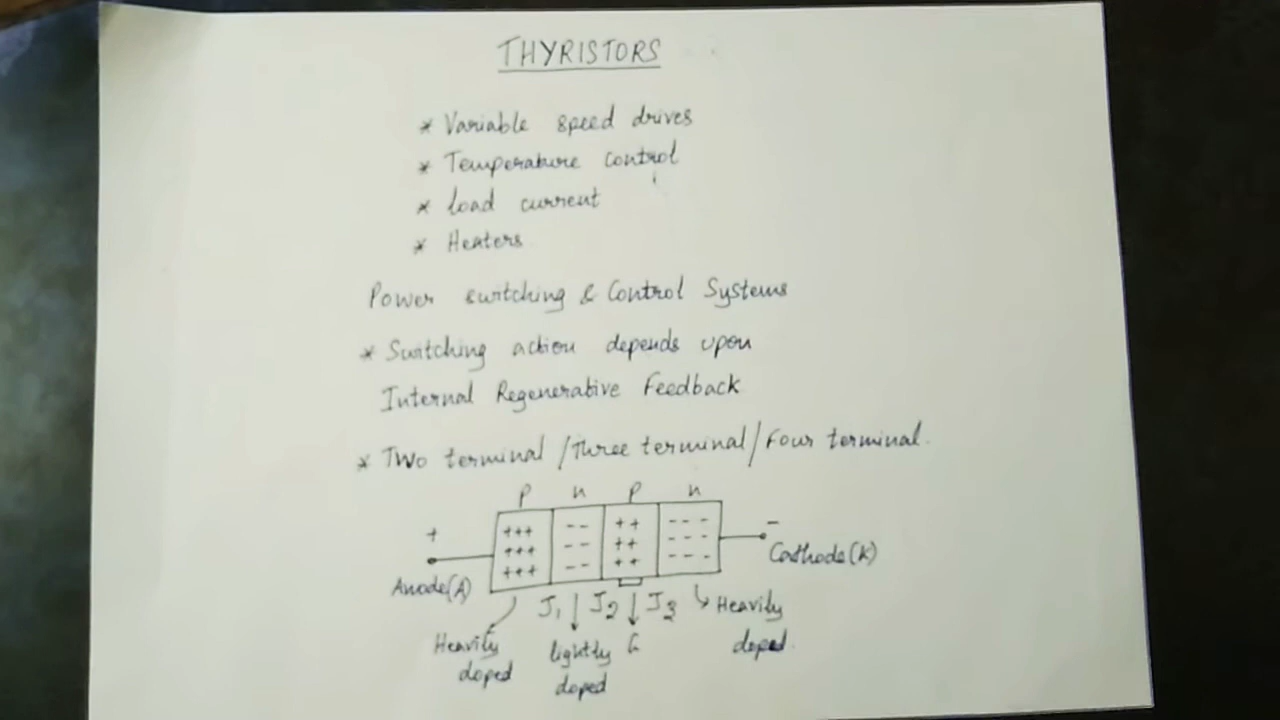 THYRISTORS
* Variable speed drives
* Temperature control
* load current
* Heaters
Power switching & Control Systems
* Switching action depends upon
Internal Regenerative Feedback
* Two terminal /Three terminal/Four terminal.
P n P n
+ +++ -- ++ --- -
+++ -- ++ ---
+++ -- ++ ---
Anode(A) Cathode(K)
J1 J2 J3 Heavily
doped.
Heavily
doped
lightly
doped
G